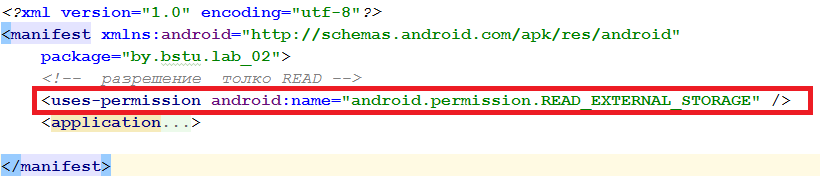 <?xml version="1.0" encoding="utf-8"?>
<manifest xmlns:android="http://schemas.android.com/apk/res/android"
package="by.bstu.lab_02">
<!-- разрешение толко READ -->
<uses-permission android:name="android.permission.READ_EXTERNAL_STORAGE" />
<application...>
</manifest>